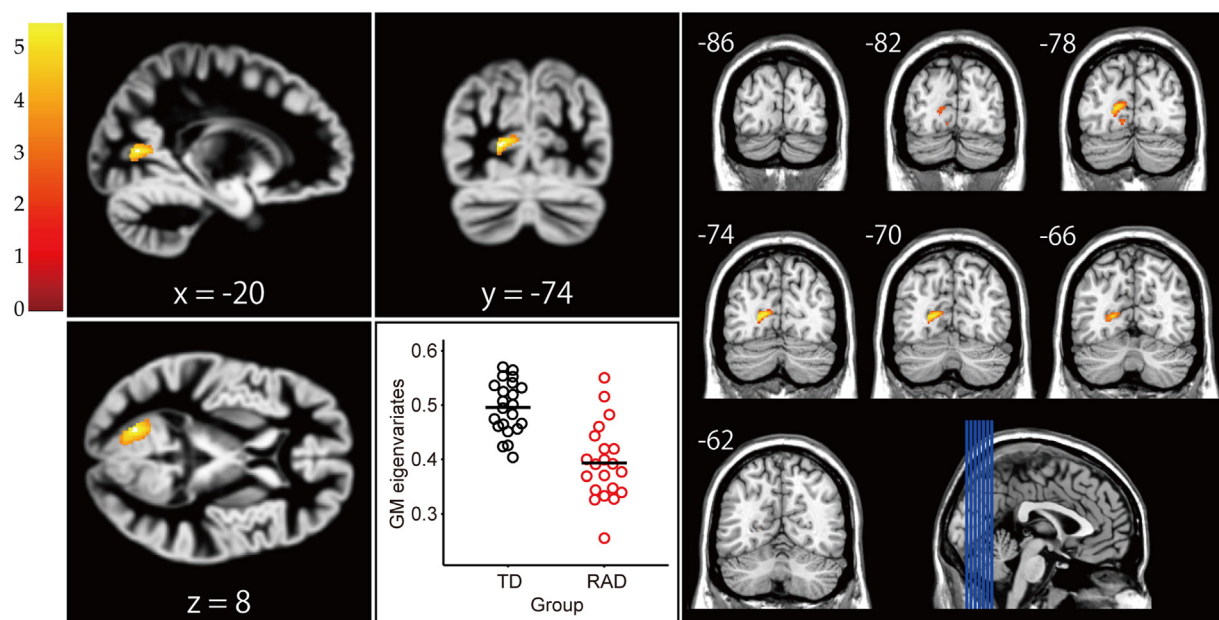 5
4
3
2
1
0
x = -20
y = -74
z = 8
0.6
0.5
0.4
0.3
GM eigenvariates
TD
RAD
Group
-86
-82
-78
-74
-70
-66
-62